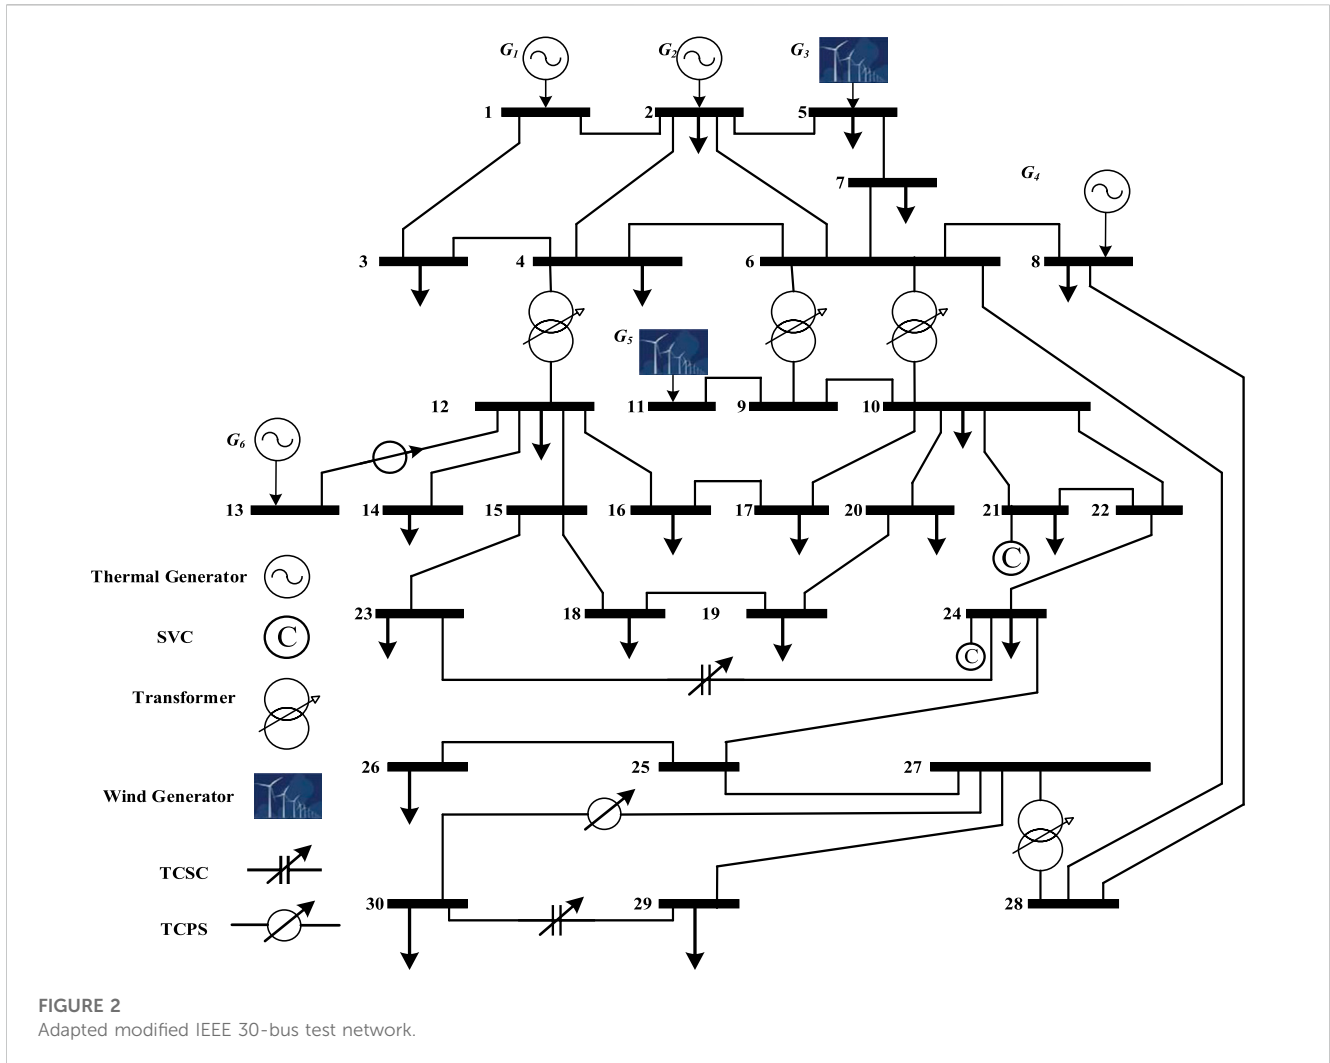 G1
G2
G3
1
2
5
7
G4
3
4
6
8
G5
12
11
9
10
G6
13
14
15
16
17
20
21
22
C
Thermal Generator
23
18
19
24
SVC
C
C
Transformer
26
25
27
Wind Generator
TCSC
30
29
28
TCPS
FIGURE 2
Adapted modified IEEE 30-bus test network.